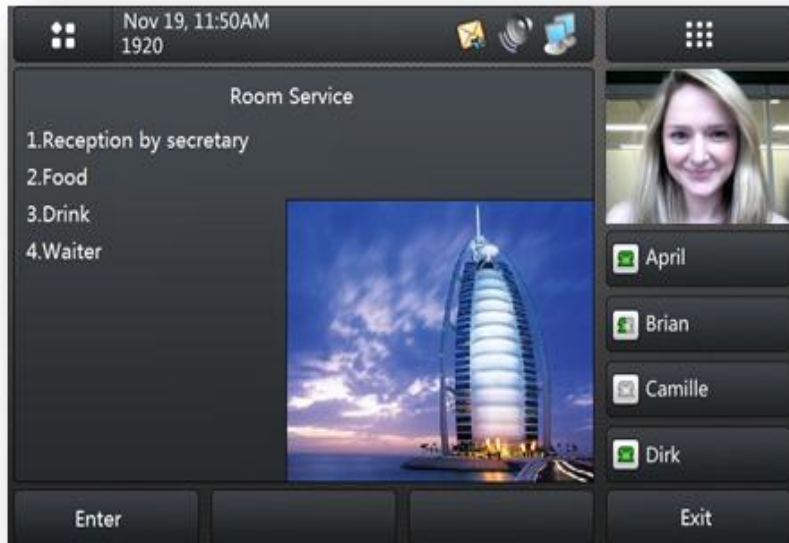 Nov 19, 11:50AM
1920
Room Service
1.Reception by secretary
2.Food
3.Drink
4.Waiter
April
Brian
Camille
Dirk
Enter
Exit